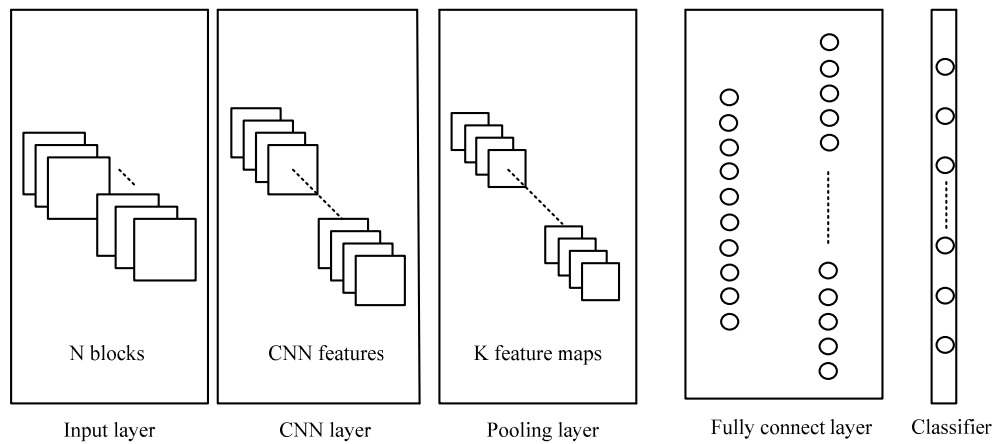 N blocks
CNN features
K feature maps
Input layer
CNN layer
Pooling layer
Fully connect layer
Classifier